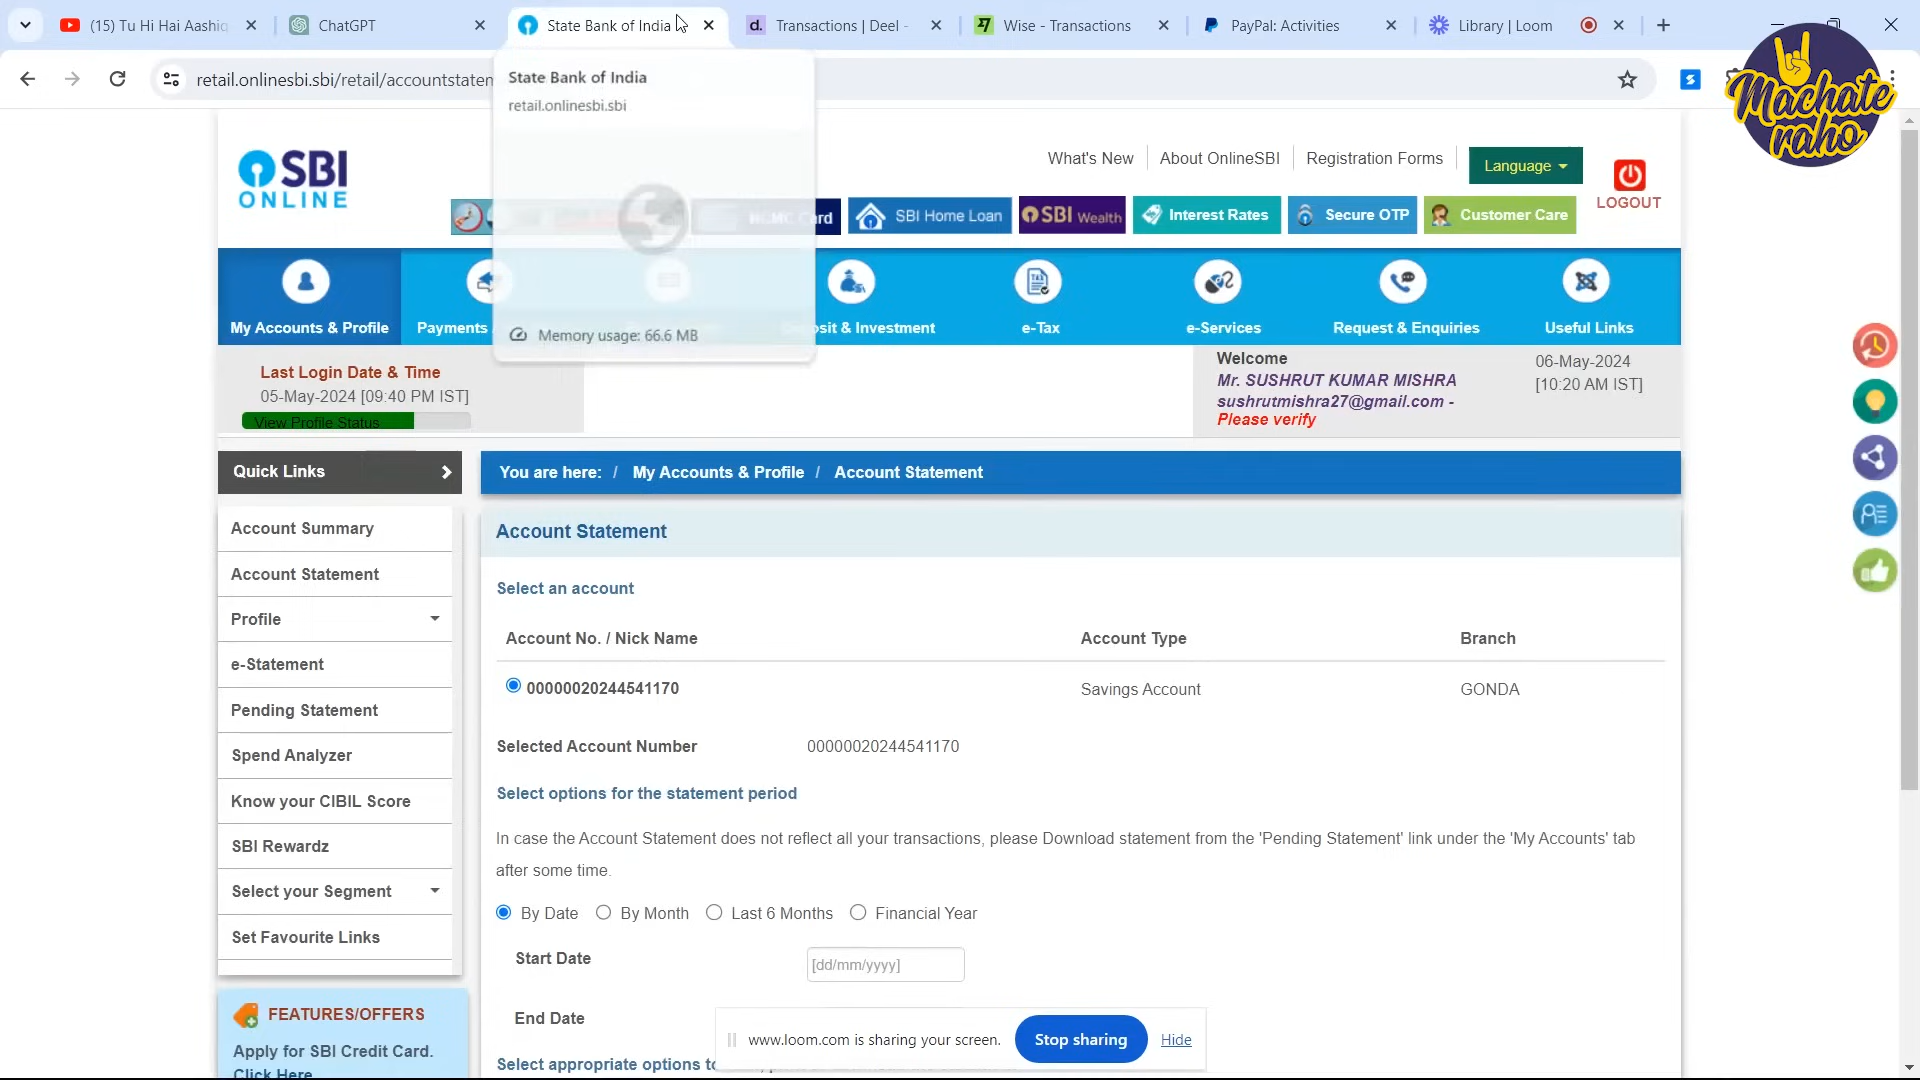 (15) Tu Hi Hai Aashiq
ChatGPT
State Bank of India
Transactions | Deel -
Wise - Transactions
PayPal: Activities
Library | Loom
retail.onlinesbi.sbi/retail/accountstatem
State Bank of India
retail.onlinesbi.sbi
Memory usage: 66.6 MB
Machate
raho
SBI
ONLINE
What's New
About OnlineSBI
Registration Forms
Language
LOGOUT
Card
SBI Home Loan
SBI Wealth
Interest Rates
Secure OTP
Customer Care
My Accounts & Profile
Payments
& Investment
e-Tax
e-Services
Request & Enquiries
Useful Links
Last Login Date & Time
05-May-2024 [09:40 PM IST]
View Profile Status
Welcome
Mr. SUSHRUT KUMAR MISHRA
sushrutmishra27@gmail.com -
Please verify
06-May-2024
[10:20 AM IST]
Quick Links
You are here: / My Accounts & Profile / Account Statement
Account Summary
Account Statement
Profile
e-Statement
Pending Statement
Spend Analyzer
Know your CIBIL Score
SBI Rewardz
Select your Segment
Set Favourite Links
FEATURES/OFFERS
Apply for SBI Credit Card.
Click Here
Account Statement
Select an account
Account No. / Nick Name
Account Type
Branch
00000020244541170
Savings Account
GONDA
Selected Account Number
00000020244541170
Select options for the statement period
In case the Account Statement does not reflect all your transactions, please Download statement from the 'Pending Statement' link under the 'My Accounts' tab
after some time.
By Date
By Month
Last 6 Months
Financial Year
Start Date
[dd/mm/yyyy]
End Date
Select appropriate options to
www.loom.com is sharing your screen.
Stop sharing
Hide